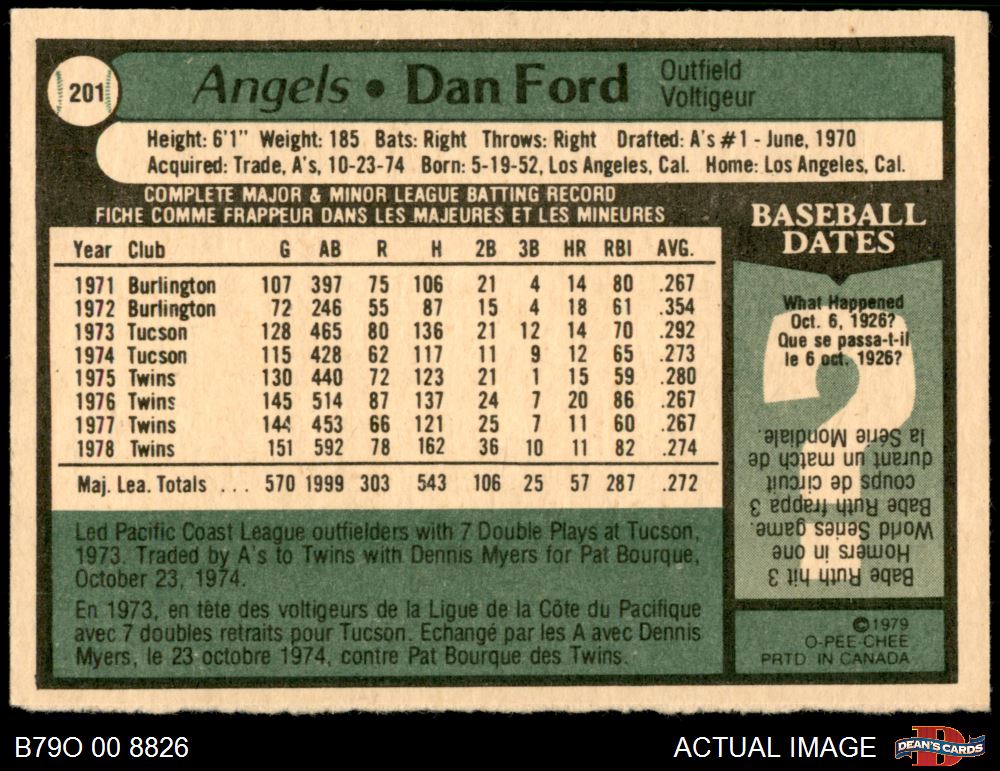 201
Angels • Dan Ford
Outfield
Voltigeur
Height: 6'1" Weight: 185 Bats: Right Throws: Right Drafted: A's #1 - June, 1970
Acquired: Trade, A's, 10-23-74 Born: 5-19-52, Los Angeles, Cal. Home: Los Angeles, Cal.
COMPLETE MAJOR & MINOR LEAGUE BATTING RECORD
FICHE COMME FRAPPEUR DANS LES MAJEURES ET LES MINEURES
Year Club G AB R H 2B 3B HR RBI AVG.
1971 Burlington 107 397 75 106 21 4 14 80 .267
1972 Burlington 72 246 55 87 15 4 18 61 .354
1973 Tucson 128 465 80 136 21 12 14 70 .292
1974 Tucson 115 428 62 117 11 9 12 65 .273
1975 Twins 130 440 72 123 21 1 15 59 .280
1976 Twins 145 514 87 137 24 7 20 86 .267
1977 Twins 144 453 66 121 25 7 11 60 .267
1978 Twins 151 592 78 162 36 10 11 82 .274
Maj. Lea. Totals ... 570 1999 303 543 106 25 57 287 .272
Led Pacific Coast League outfielders with 7 Double Plays at Tucson,
1973. Traded by A's to Twins with Dennis Myers for Pat Bourque,
October 23, 1974.
En 1973, en tête des voltigeurs de la Ligue de la Côte du Pacifique
avec 7 doubles retraits pour Tucson. Echangé par les A avec Dennis
Myers, le 23 octobre 1974, contre Pat Bourque des Twins.
BASEBALL
DATES
What Happened
Oct. 6, 1926?
Que se passa-t-il
le 6 oct. 1926?
Babe Ruth hit 3
Homers in one
World Series game.
Babe Ruth frappa 3
coups de circuit
durant un match de
la Série Mondiale.
©1979
O-PEE-CHEE
PRTD. IN CANADA
B79O 00 8826
ACTUAL IMAGE
DEAN'S CARDS